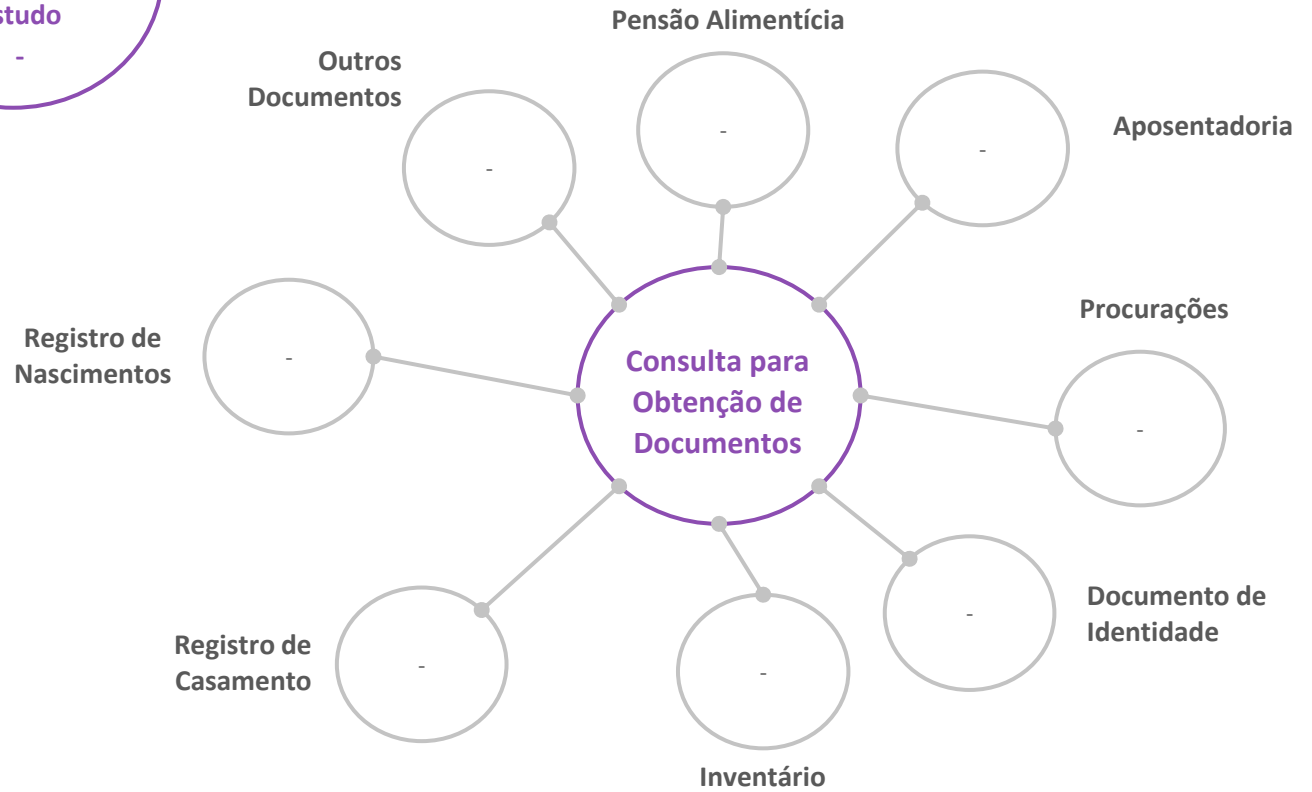 -
Pensão Alimentícia
-
Outros
Documentos
-
Aposentadoria
-
Procurações
-
Registro de
Nascimentos
-
Consulta para
Obtenção de
Documentos
Documento de
Identidade
-
Registro de
Casamento
-
-
Inventário